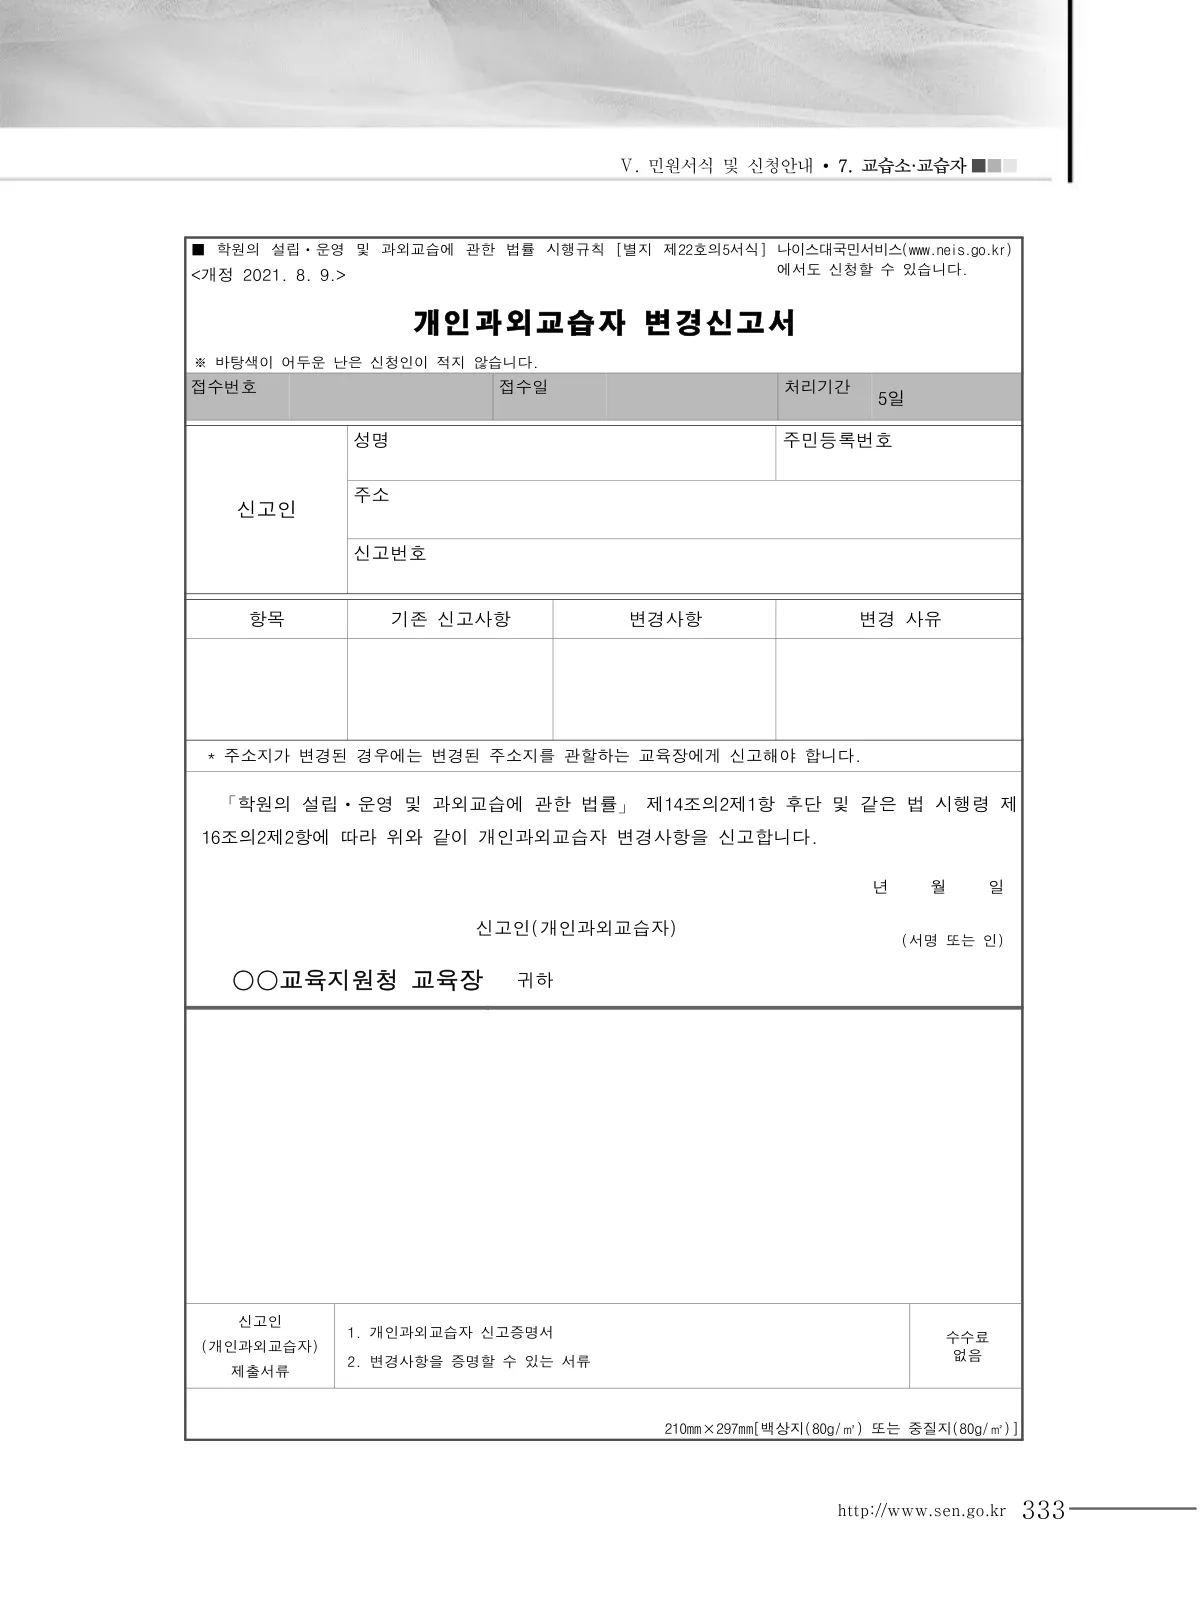 Ⅴ. 민원서식 및 신청안내 • 7. 교습소·교습자
■ 학원의 설립ㆍ운영 및 과외교습에 관한 법률 시행규칙 [별지 제22호의5서식] 나이스대국민서비스(www.neis.go.kr)
<개정 2021. 8. 9.> 에서도 신청할 수 있습니다.
개인과외교습자 변경신고서
※ 바탕색이 어두운 난은 신청인이 적지 않습니다.
접수번호 접수일 처리기간 5일
성명 주민등록번호
신고인
주소
신고번호
항목 기존 신고사항 변경사항 변경 사유
* 주소지가 변경된 경우에는 변경된 주소지를 관할하는 교육장에게 신고해야 합니다.
「학원의 설립ㆍ운영 및 과외교습에 관한 법률」 제14조의2제1항 후단 및 같은 법 시행령 제
16조의2제2항에 따라 위와 같이 개인과외교습자 변경사항을 신고합니다.
년 월 일
신고인(개인과외교습자) (서명 또는 인)
○○교육지원청 교육장 귀하
신고인
(개인과외교습자)
제출서류
1. 개인과외교습자 신고증명서
2. 변경사항을 증명할 수 있는 서류
수수료
없음
210㎜×297㎜[백상지(80g/㎡) 또는 중질지(80g/㎡)]
http://www.sen.go.kr 333